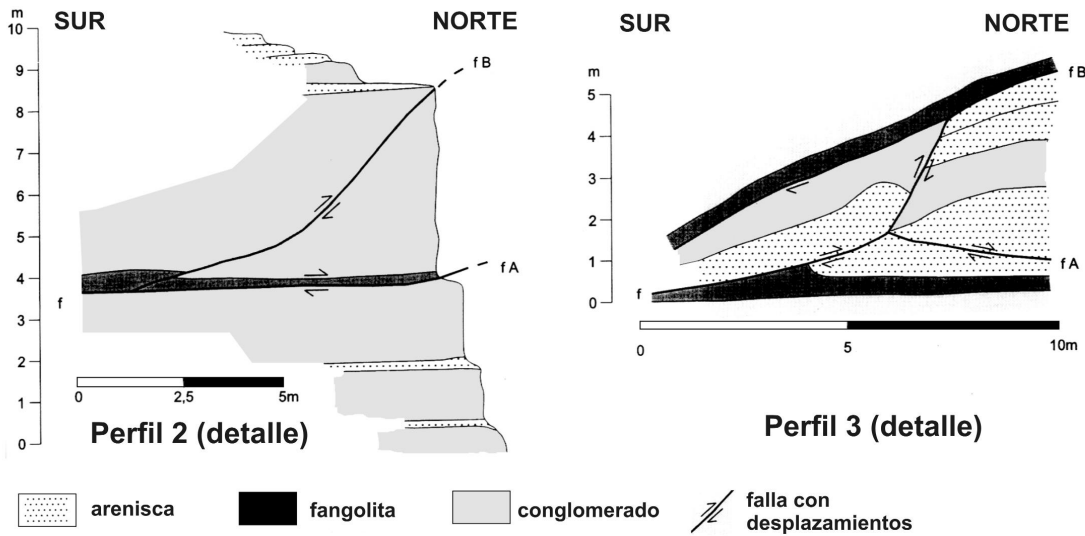 SUR
NORTE
m
10
9
8
7
6
5
4
3
2
1
0
f B
f A
f
0
2,5
5m
Perfil 2 (detalle)
SUR
NORTE
m
5
4
3
2
1
0
f B
f A
f
0
5
10m
Perfil 3 (detalle)
arenisca
fangolita
conglomerado
falla con
desplazamientos